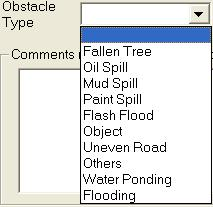 Obstacle
Type
Fallen Tree
Oil Spill
Comments
Mud Spill
Paint Spill
Flash Flood
Object
Uneven Road
Others
Water Ponding
Flooding